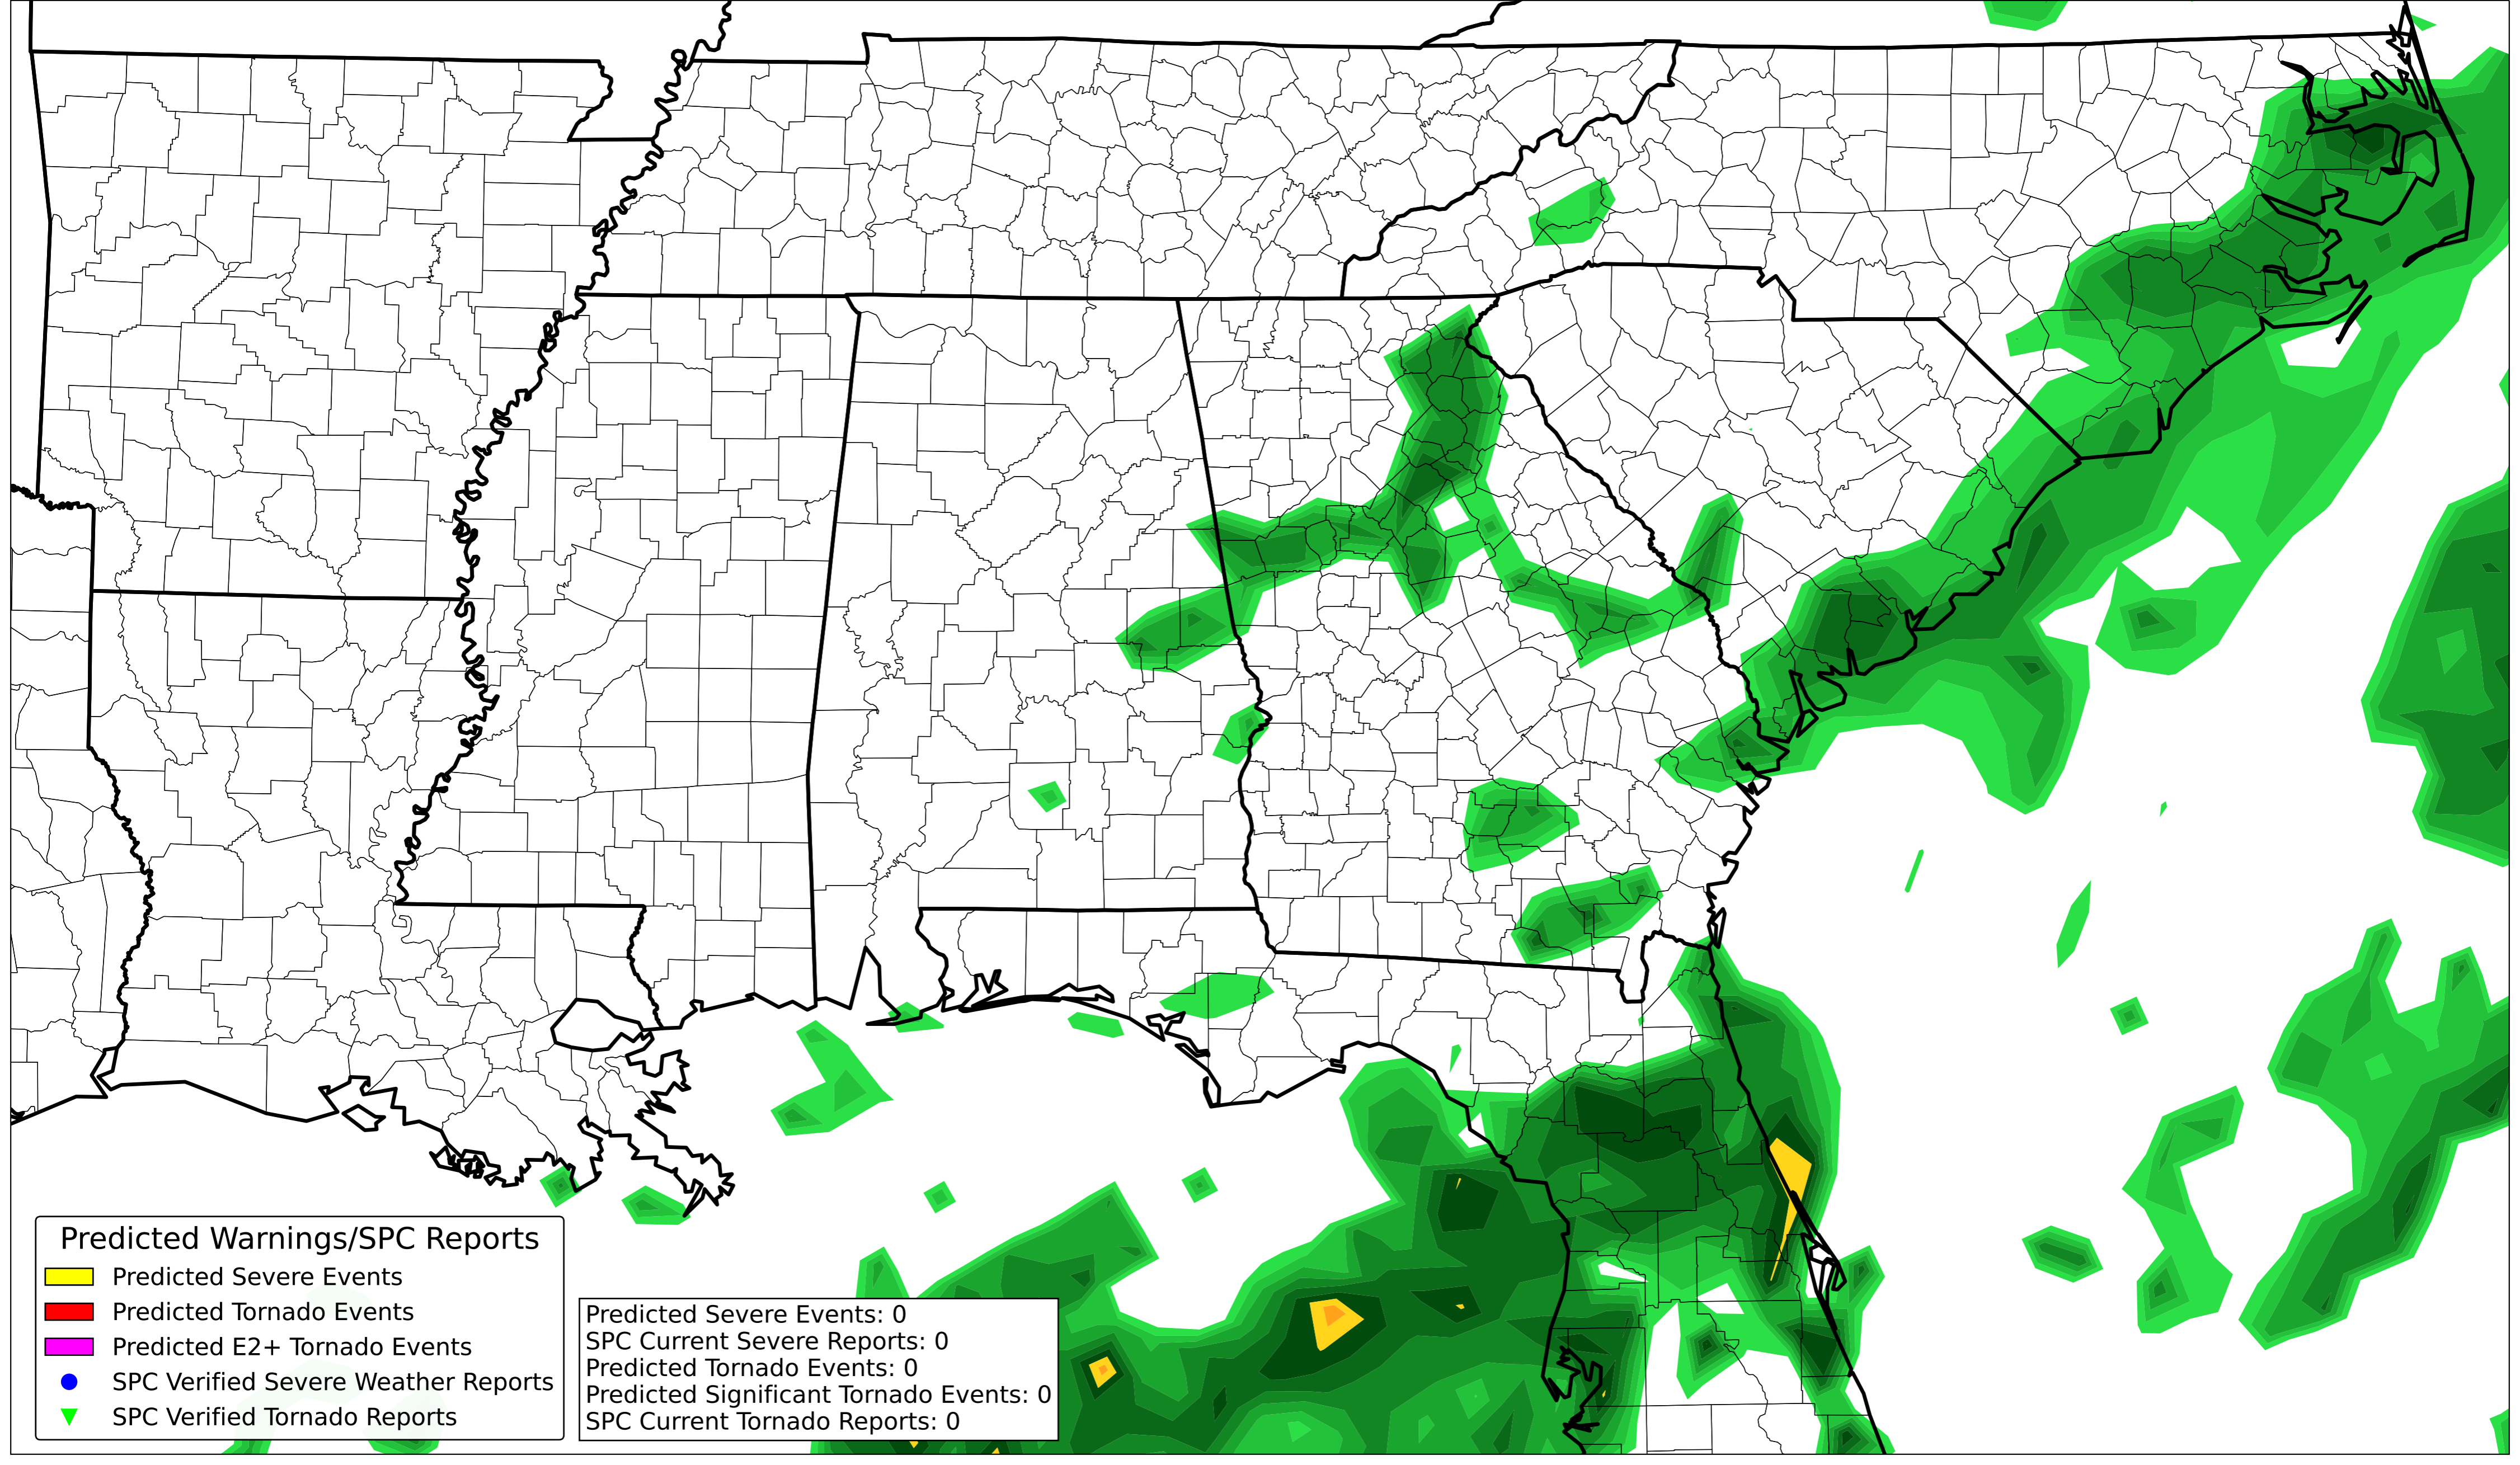 Predicted Warnings/SPC Reports
Predicted Severe Events
Predicted Tornado Events
Predicted E2+ Tornado Events
SPC Verified Severe Weather Reports
SPC Verified Tornado Reports
Predicted Severe Events: 0
SPC Current Severe Reports: 0
Predicted Tornado Events: 0
Predicted Significant Tornado Events: 0
SPC Current Tornado Reports: 0